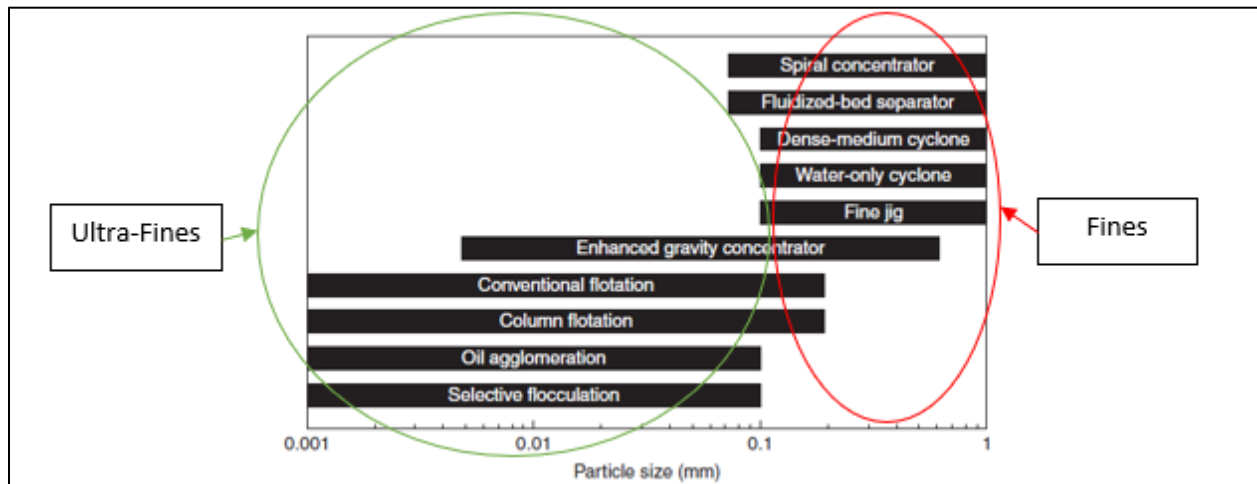 Spiral concentrator
Fluidized-bed separator
Dense-medium cyclone
Water-only cyclone
Fine jig
Ultra-Fines
Fines
Enhanced gravity concentrator
Conventional flotation
Column flotation
Oil agglomeration
Selective flocculation
0.001 0.01 0.1 1
Particle size (mm)